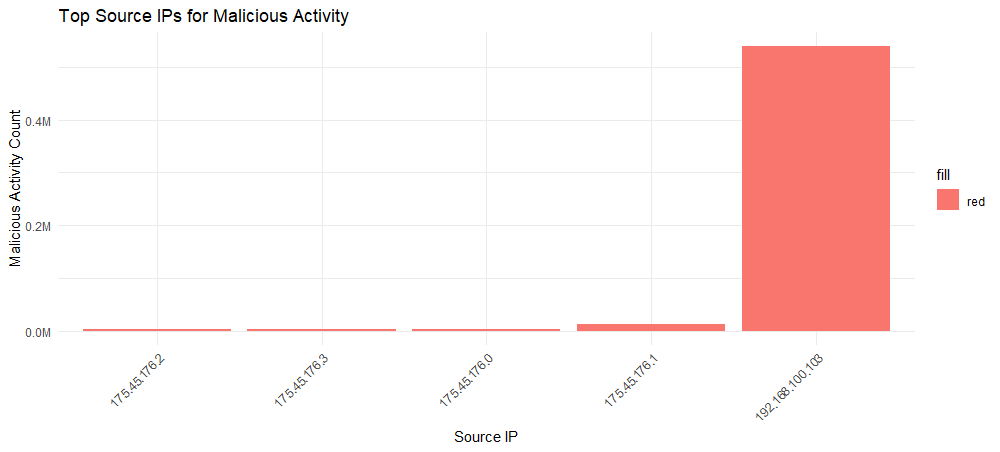 Top Source IPs for Malicious Activity
Malicious Activity Count
0.4M
0.2M
0.0M
175.45.176.2
175.45.176.3
175.45.176.0
175.45.176.1
192.168.100.103
Source IP
fill
red